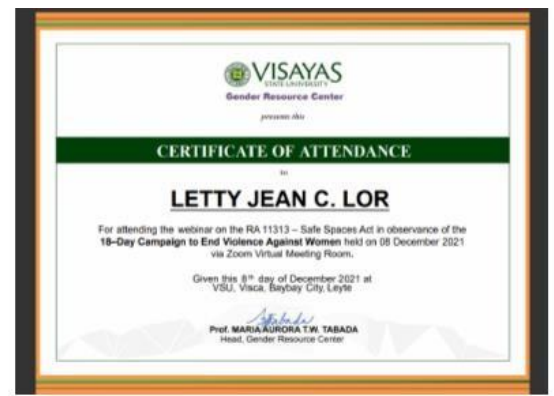 VISAYAS
STATE UNIVERSITY
Gender Resource Center
presents this
CERTIFICATE OF ATTENDANCE
to
LETTY JEAN C. LOR
For attending the webinar on the RA 11313 – Safe Spaces Act in observance of the
18–Day Campaign to End Violence Against Women held on 08 December 2021
via Zoom Virtual Meeting Room.
Given this 8th day of December 2021 at
VSU, Visca, Baybay City, Leyte
Prof. MARIA AURORA T.W. TABADA
Head, Gender Resource Center